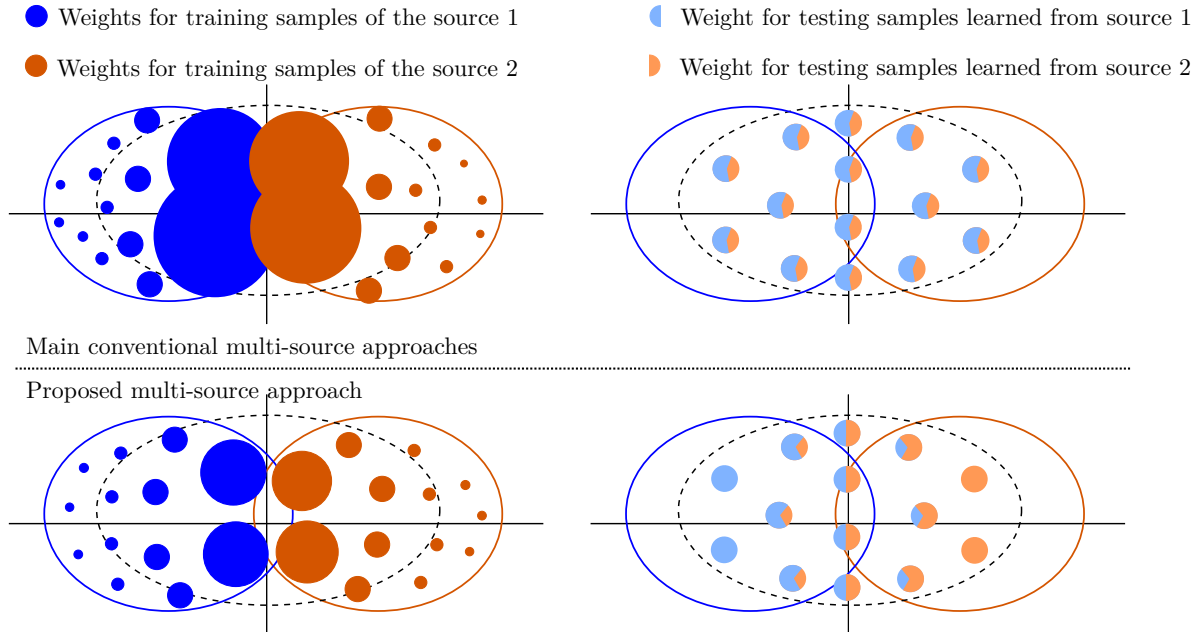 Weights for training samples of the source 1
Weight for testing samples learned from source 1
Weights for training samples of the source 2
Weight for testing samples learned from source 2
Main conventional multi-source approaches
Proposed multi-source approach